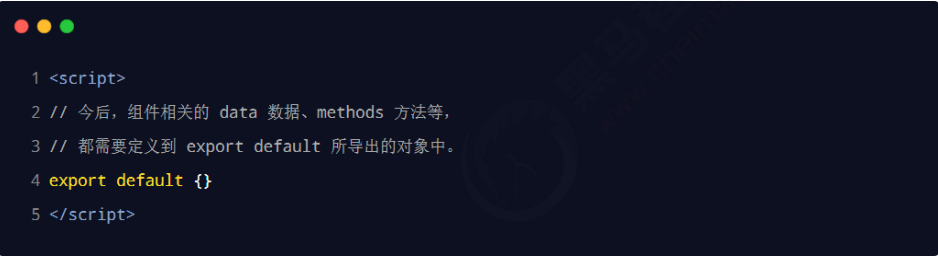 1 <script>
2 // 今后，组件相关的 data 数据、methods 方法等，
3 // 都需要定义到 export default 所导出的对象中。
4 export default {}
5 </script>